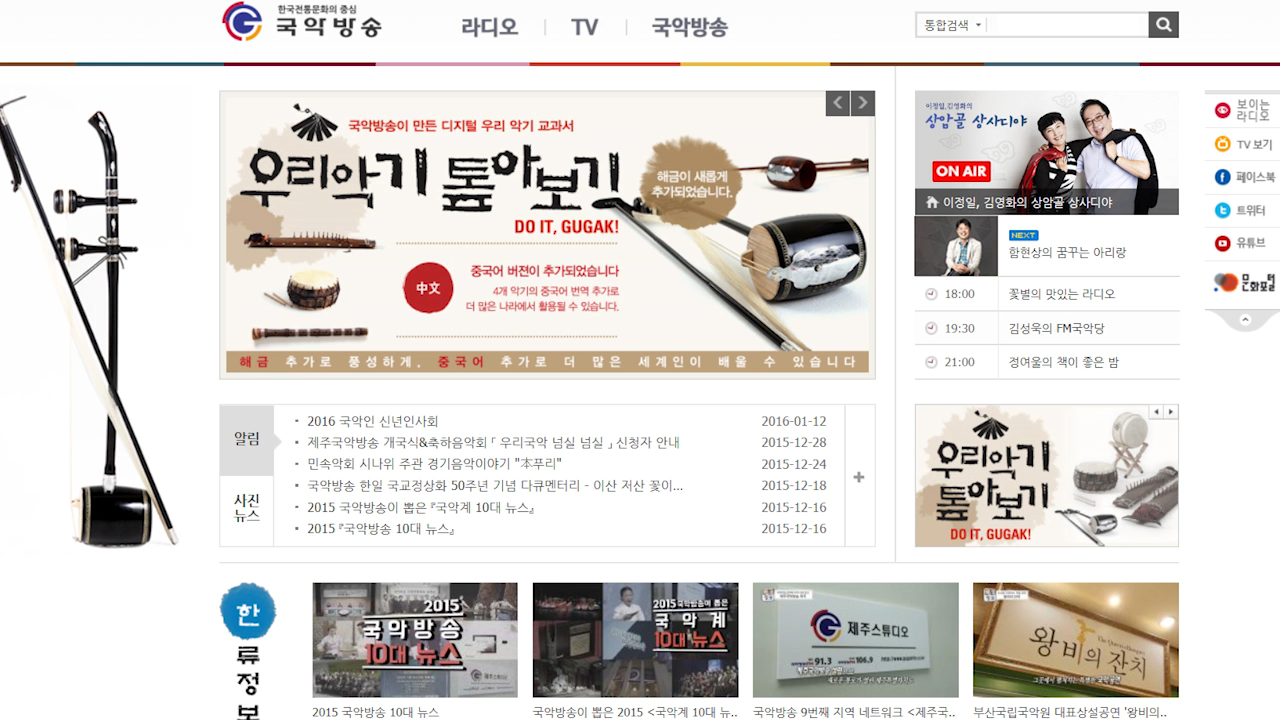 한국전통문화의 중심
국악방송
라디오
TV
국악방송
통합검색
국악방송이 만든 디지털 우리 악기 교과서
우리악기 톺아보기
DO IT, GUGAK!
해금이 새롭게
추가되었습니다.
中文
중국어 버젼이 추가되었습니다
4개 악기의 중국어 번역 추가로
더 많은 나라에서 활용될 수 있습니다.
해금 추가로 풍성하게, 중국어 추가로 더 많은 세계인이 배울 수 있습니다
이정일, 김영화의
상암골 상사디야
ON AIR
이정일, 김영화의 상암골 상사디야
NEXT
함현상의 꿈꾸는 아리랑
18:00 꽃별의 맛있는 라디오
19:30 김성욱의 FM국악당
21:00 정여울의 책이 좋은 밤
보이는
라디오
TV 보기
페이스북
트위터
유튜브
문화포털
알림
사진
뉴스
2016 국악인 신년인사회 2016-01-12
제주국악방송 개국식&축하음악회 「 우리국악 넘실 넘실 」 신청자 안내 2015-12-28
민속악회 시나위 주관 경기음악이야기 "本푸리" 2015-12-24
국악방송 한일 국교정상화 50주년 기념 다큐멘터리 - 이산 저산 꽃이... 2015-12-18
2015 국악방송이 뽑은 『국악계 10대 뉴스』 2015-12-16
2015 『국악방송 10대 뉴스』 2015-12-16
우리악기
톺아보기
DO IT, GUGAK!
한
류
정
보
2015
국악방송
10대 뉴스
2015 국악방송이 뽑은
국악계
10대 뉴스
제주스튜디오
91.3
106.9
왕비의 잔치
The Queen's Banquet
2015 국악방송 10대 뉴스
국악방송이 뽑은 2015 <국악계 10대 뉴..
국악방송 9번째 지역 네트워크 <제주국..
부산국립국악원 대표상설공연 '왕비의..